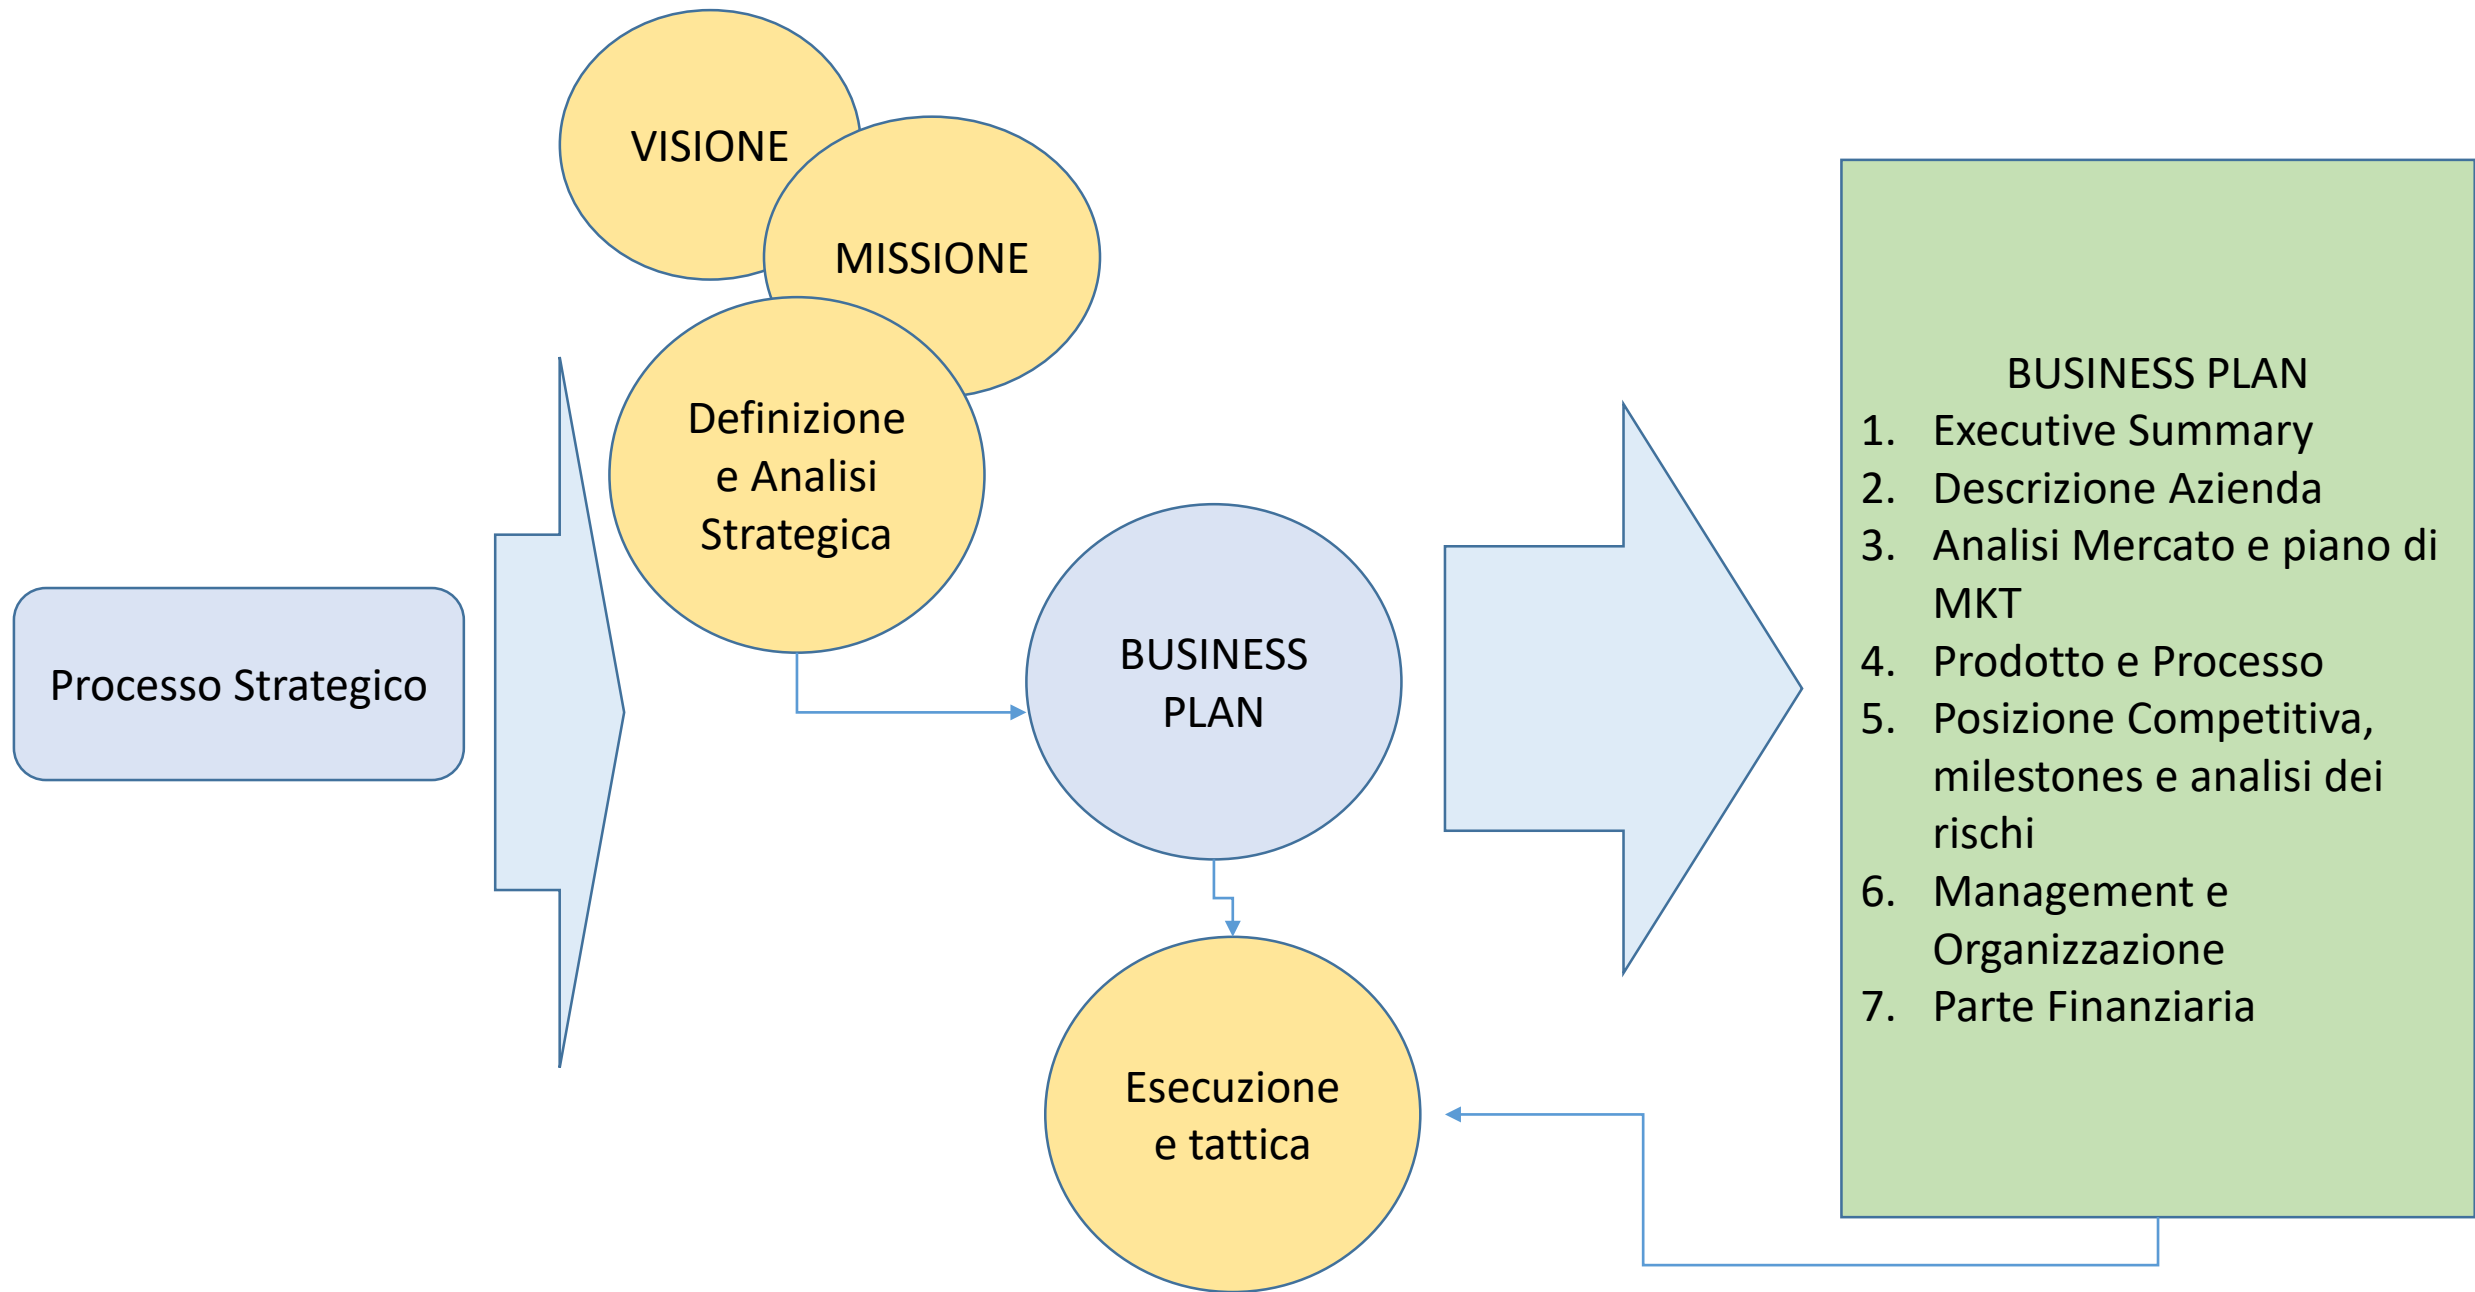 VISIONE
MISSIONE
Definizione
e Analisi
Strategica
Processo Strategico
BUSINESS
PLAN
Esecuzione
e tattica
BUSINESS PLAN
1. Executive Summary
2. Descrizione Azienda
3. Analisi Mercato e piano di
MKT
4. Prodotto e Processo
5. Posizione Competitiva,
milestones e analisi dei
rischi
6. Management e
Organizzazione
7. Parte Finanziaria